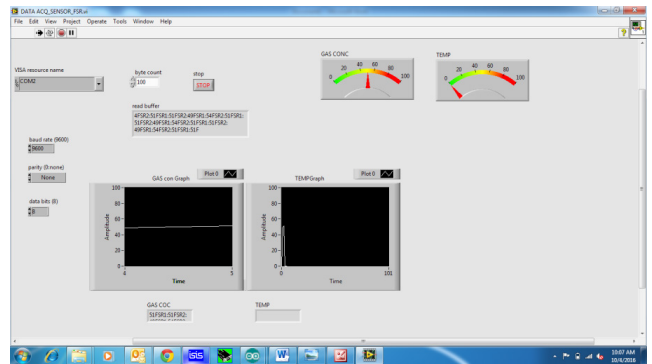 DATA ACQ_SENSOR_FSR.vi
File Edit View Project Operate Tools Window Help
GAS CONC
TEMP
0 20 40 60 80 100
0 20 40 60 80 100
VISA resource name
COM2
byte count
100
stop
STOP
read buffer
4FSR2:51FSR1:51FSR2:49FSR1:54FSR2:51FSR1:
51FSR2:49FSR1:54FSR2:51FSR1:51FSR2:
49FSR1:54FSR2:51FSR1:51F
baud rate (9600)
9600
parity (0:none)
None
data bits (8)
8
GAS con Graph
Plot 0
TEMPGraph
Plot 0
Amplitude
100
80
60
40
20
0
4
5
Time
Amplitude
100
80
60
40
20
0
0
101
Time
GAS COC
51FSR1:51FSR2:
TEMP
isis
10:07 AM
10/4/2016